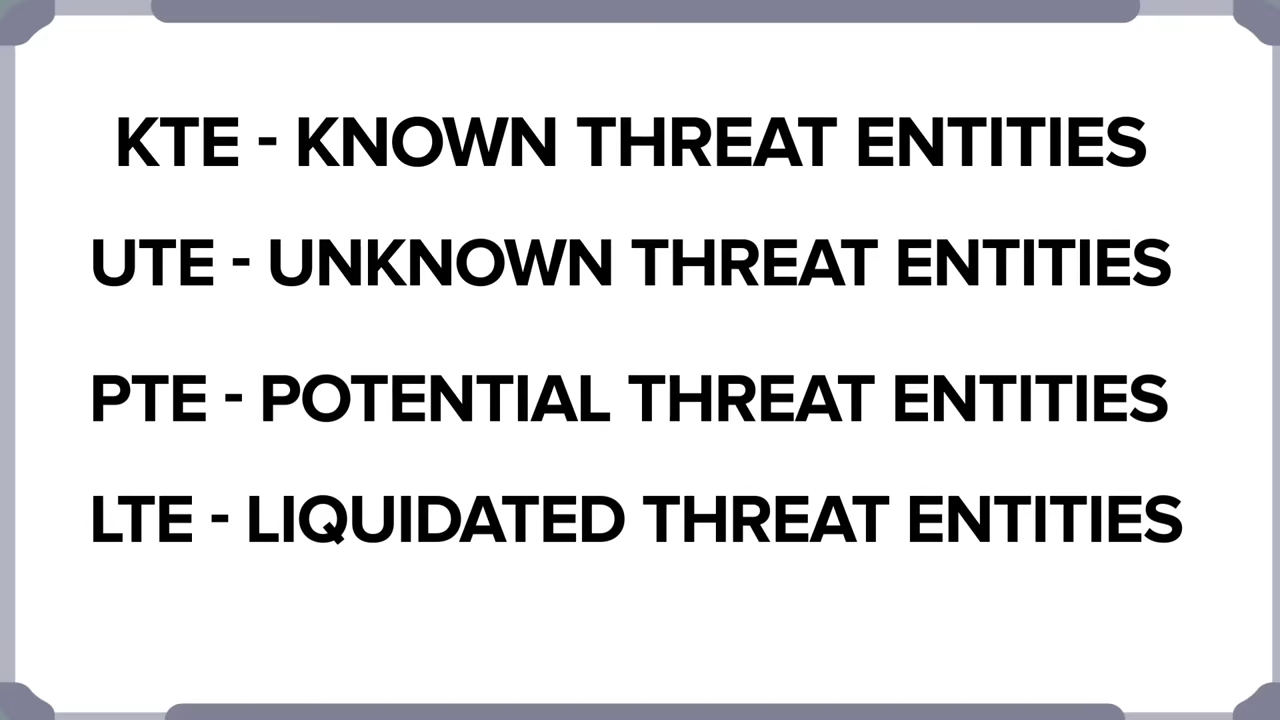 KTE - KNOWN THREAT ENTITIES
UTE - UNKNOWN THREAT ENTITIES
PTE - POTENTIAL THREAT ENTITIES
LTE - LIQUIDATED THREAT ENTITIES